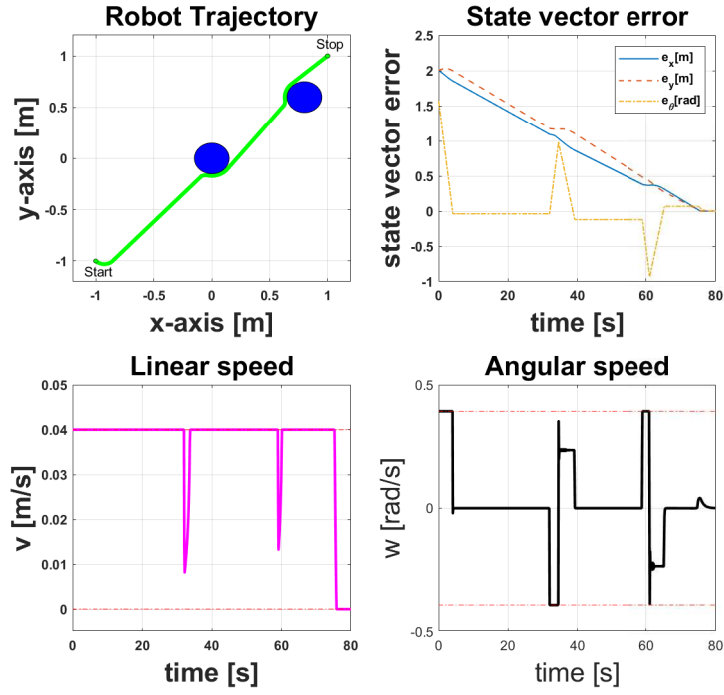 Robot Trajectory
Stop
1
0.5
0
-0.5
-1
Start
-1 -0.5 0 0.5 1
y-axis [m]
x-axis [m]
State vector error
2.5
2
1.5
1
0.5
0
-0.5
-1
0 20 40 60 80
e_x[m]
e_y[m]
e_θ[rad]
state vector error
time [s]
Linear speed
0.05
0.04
0.03
0.02
0.01
0
0 20 40 60 80
v [m/s]
time [s]
Angular speed
0.5
0
-0.5
0 20 40 60 80
w [rad/s]
time [s]